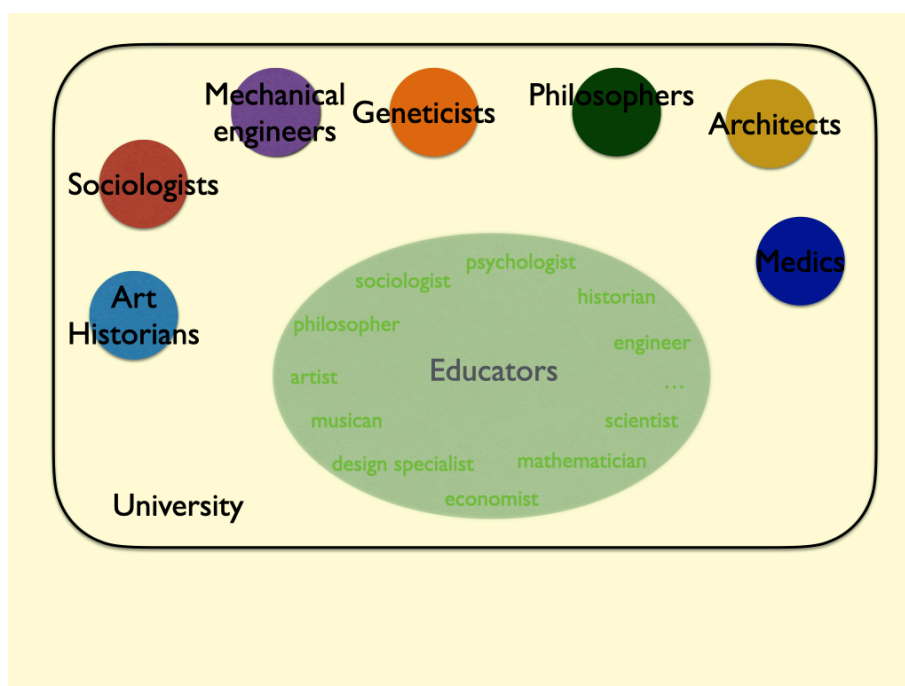 Mechanical
engineers
Geneticists
Philosophers
Architects
Sociologists
Medics
Art
Historians
psychologist
sociologist
historian
philosopher
engineer
Educators
artist
…
musican
scientist
design specialist
mathematician
economist
University